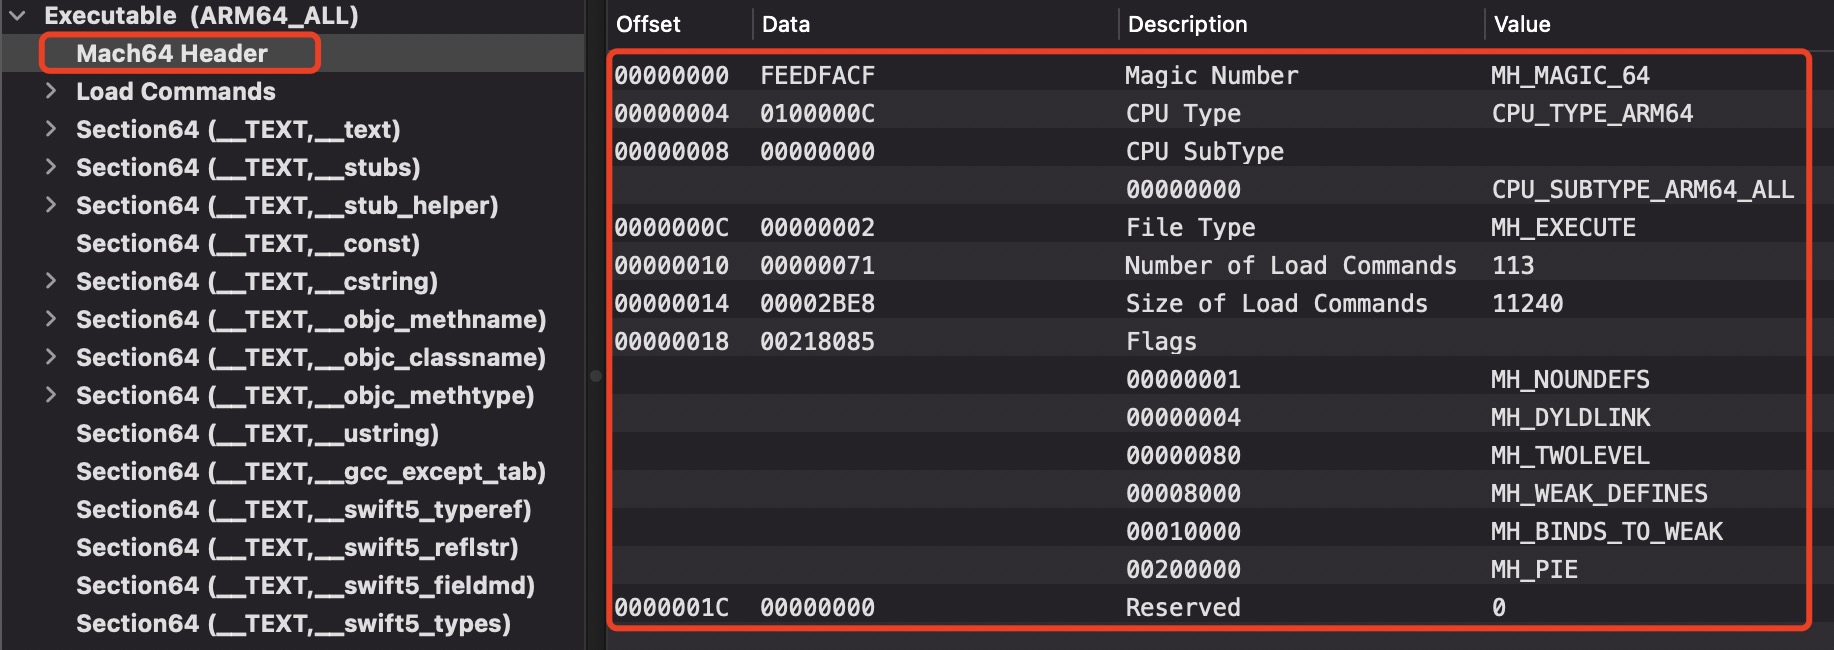 Executable (ARM64_ALL)
Mach64 Header
Load Commands
Section64 (__TEXT,__text)
Section64 (__TEXT,__stubs)
Section64 (__TEXT,__stub_helper)
Section64 (__TEXT,__const)
Section64 (__TEXT,__cstring)
Section64 (__TEXT,__objc_methname)
Section64 (__TEXT,__objc_classname)
Section64 (__TEXT,__objc_methtype)
Section64 (__TEXT,__ustring)
Section64 (__TEXT,__gcc_except_tab)
Section64 (__TEXT,__swift5_typeref)
Section64 (__TEXT,__swift5_reflstr)
Section64 (__TEXT,__swift5_fieldmd)
Section64 (__TEXT,__swift5_types)
Offset Data Description Value
00000000 FEEDFACF Magic Number MH_MAGIC_64
00000004 0100000C CPU Type CPU_TYPE_ARM64
00000008 00000000 CPU SubType
00000000 CPU_SUBTYPE_ARM64_ALL
0000000C 00000002 File Type MH_EXECUTE
00000010 00000071 Number of Load Commands 113
00000014 00002BE8 Size of Load Commands 11240
00000018 00218085 Flags
00000001 MH_NOUNDEFS
00000004 MH_DYLDLINK
00000080 MH_TWOLEVEL
00008000 MH_WEAK_DEFINES
00010000 MH_BINDS_TO_WEAK
00200000 MH_PIE
0000001C 00000000 Reserved 0